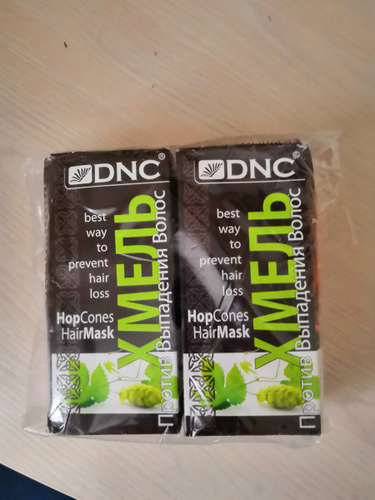 DNC®
best
way
to
prevent
hair
loss
HopCones
HairMask
ХМЕЛЬ
Против Выпадения Волос
DNC®
best
way
to
prevent
hair
loss
HopCones
HairMask
ХМЕЛЬ
Против Выпадения Волос